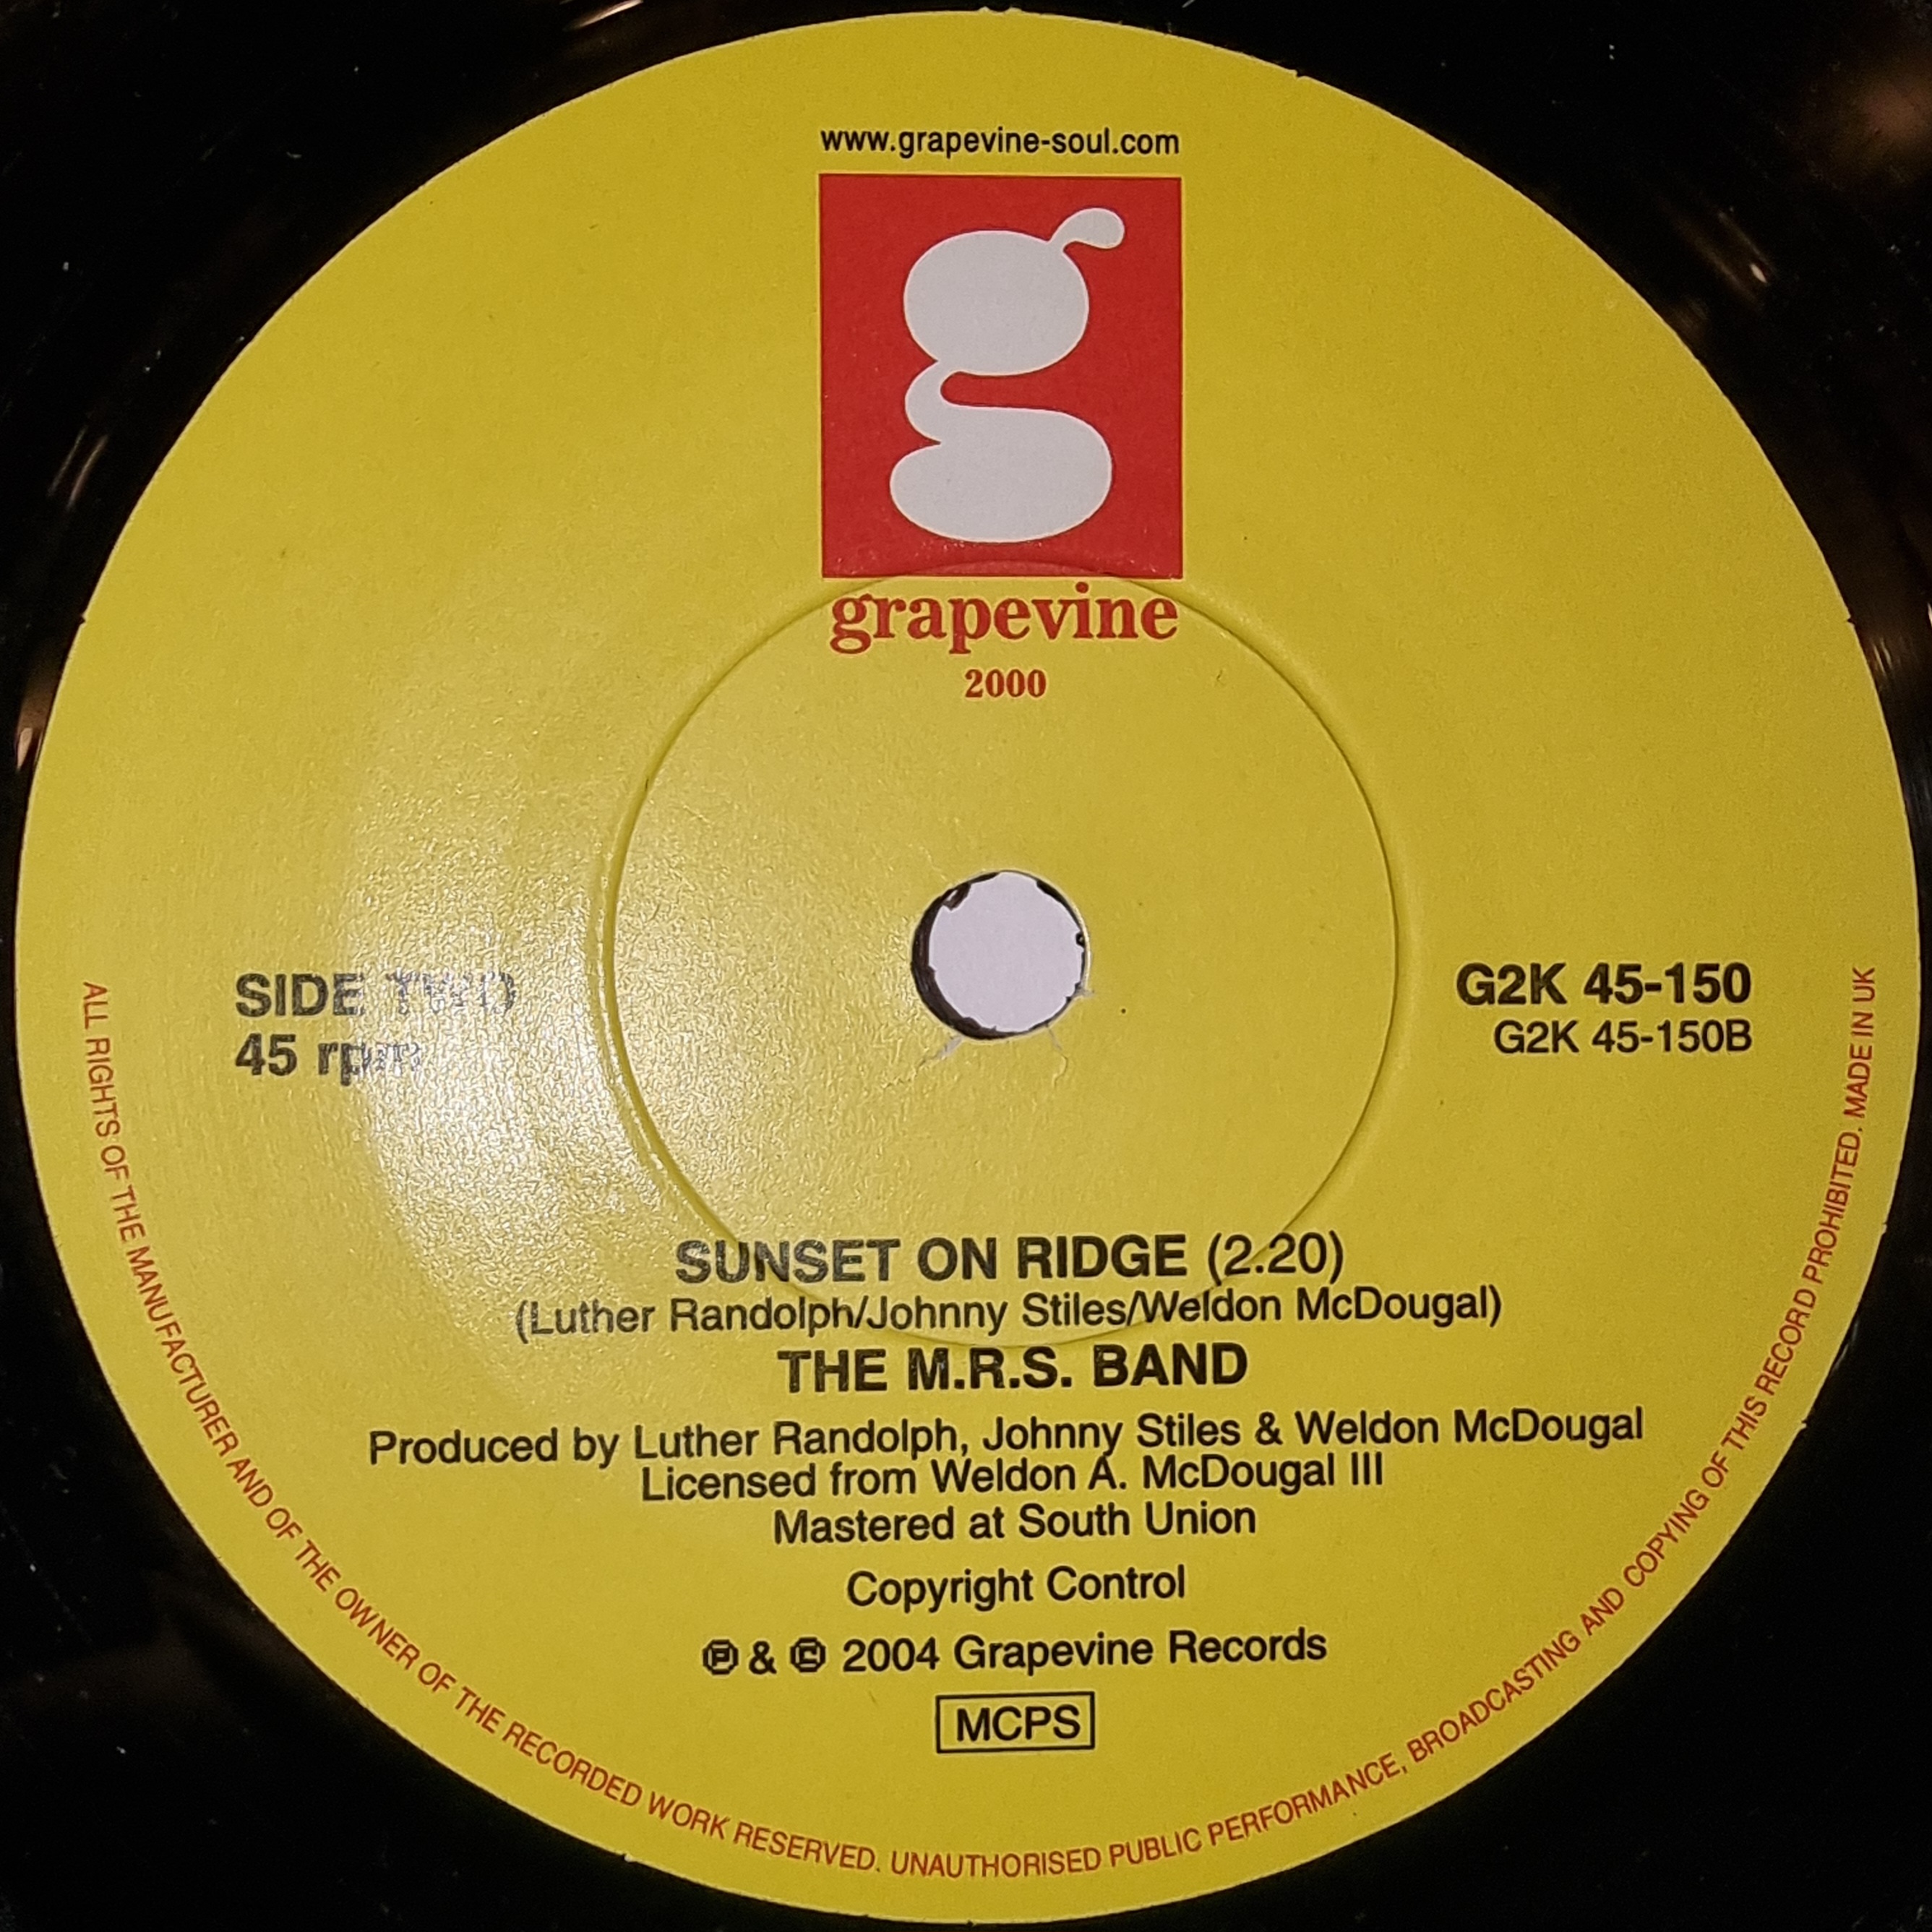 www.grapevine-soul.com
g
grapevine
2000
SIDE TWO
45 rpm
G2K 45-150
G2K 45-150B
SUNSET ON RIDGE (2.20)
(Luther Randolph/Johnny Stiles/Weldon McDougal)
THE M.R.S. BAND
Produced by Luther Randolph, Johnny Stiles & Weldon McDougal
Licensed from Weldon A. McDougal III
Mastered at South Union
Copyright Control
℗ & © 2004 Grapevine Records
MCPS
ALL RIGHTS OF THE MANUFACTURER AND OF THE OWNER OF THE RECORDED WORK RESERVED. UNAUTHORISED PUBLIC PERFORMANCE, BROADCASTING AND COPYING OF THIS RECORD PROHIBITED. MADE IN UK